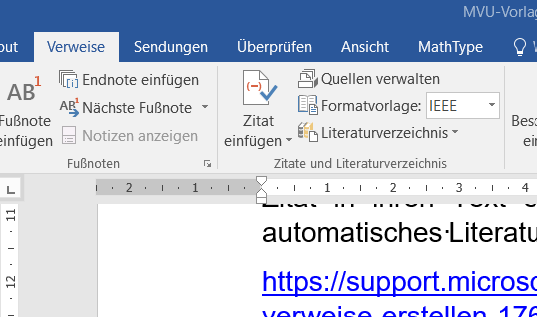 MVU-Vorlag
out Verweise Sendungen Überprüfen Ansicht MathType
AB1 Endnote einfügen Quellen verwalten
AB1 Nächste Fußnote Formatvorlage: IEEE
Fußnote einfügen Notizen anzeigen Zitat einfügen Literaturverzeichnis Besc
Fußnoten Zitate und Literaturverzeichnis
2 1 1 2 3 4
11
12
Zitat in Ihren Text
automatisches·Literatu
https://support.microso
verweise-erstellen-176